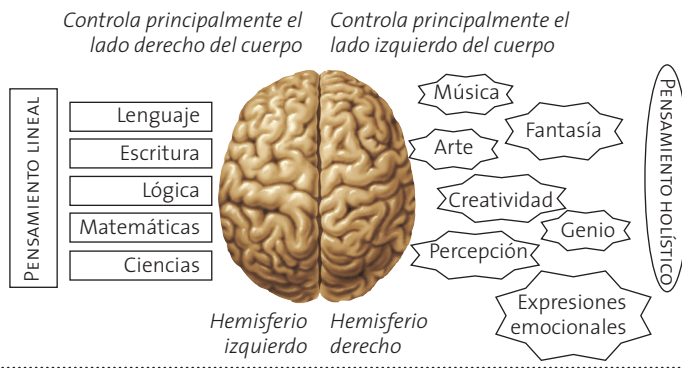 Controla principalmente el
lado derecho del cuerpo
Controla principalmente el
lado izquierdo del cuerpo
PENSAMIENTO LINEAL
Lenguaje
Escritura
Lógica
Matemáticas
Ciencias
Música
Fantasía
Arte
Creatividad
Genio
Percepción
Expresiones
emocionales
PENSAMIENTO HOLÍSTICO
Hemisferio
izquierdo
Hemisferio
derecho